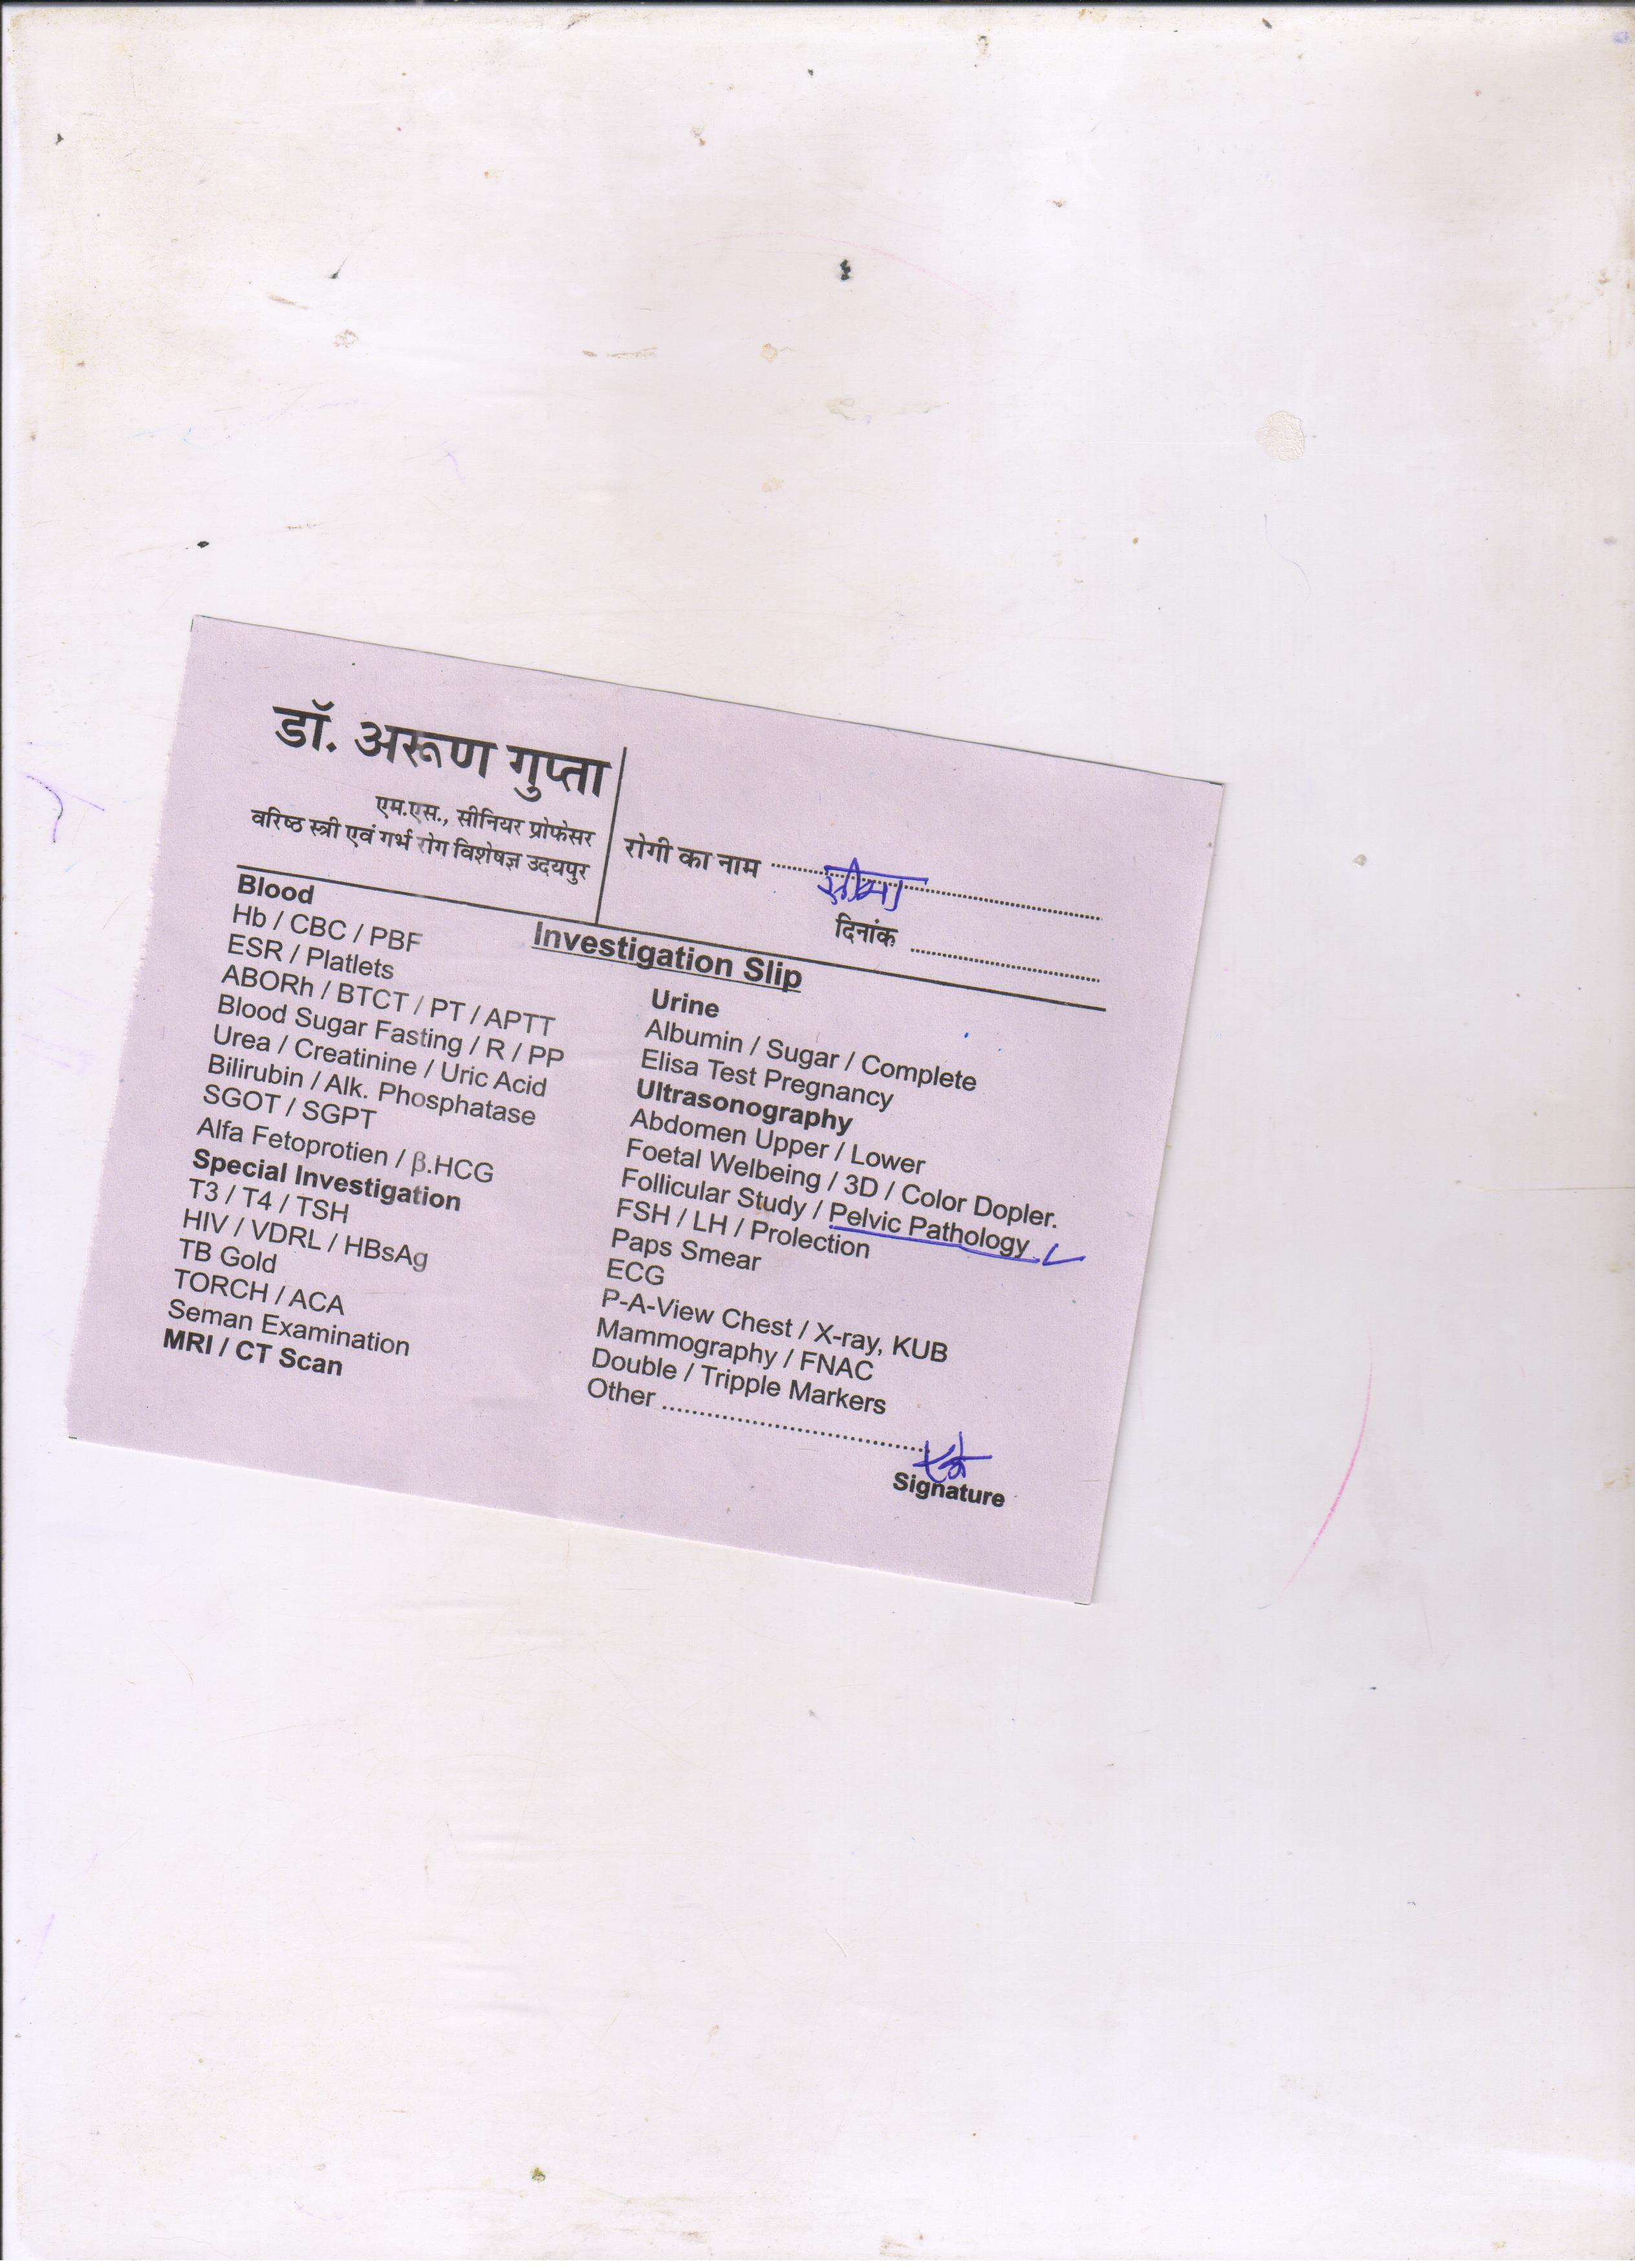 डॉ. अरूण गुप्ता
एम.एस., सीनियर प्रोफेसर
वरिष्ठ स्त्री एवं गर्भ रोग विशेषज्ञ उदयपुर
रोगी का नाम ........ सीमा ........
दिनांक ........
Investigation Slip
Blood
Hb / CBC / PBF
ESR / Platlets
ABORh / BTCT / PT / APTT
Blood Sugar Fasting / R / PP
Urea / Creatinine / Uric Acid
Bilirubin / Alk. Phosphatase
SGOT / SGPT
Alfa Fetoprotien / β.HCG
Special Investigation
T3 / T4 / TSH
HIV / VDRL / HBsAg
TB Gold
TORCH / ACA
Seman Examination
MRI / CT Scan
Urine
Albumin / Sugar / Complete
Elisa Test Pregnancy
Ultrasonography
Abdomen Upper / Lower
Foetal Welbeing / 3D / Color Dopler.
Follicular Study / Pelvic Pathology
FSH / LH / Prolection
Paps Smear
ECG
P-A-View Chest / X-ray, KUB
Mammography / FNAC
Double / Tripple Markers
Other ........
Signature